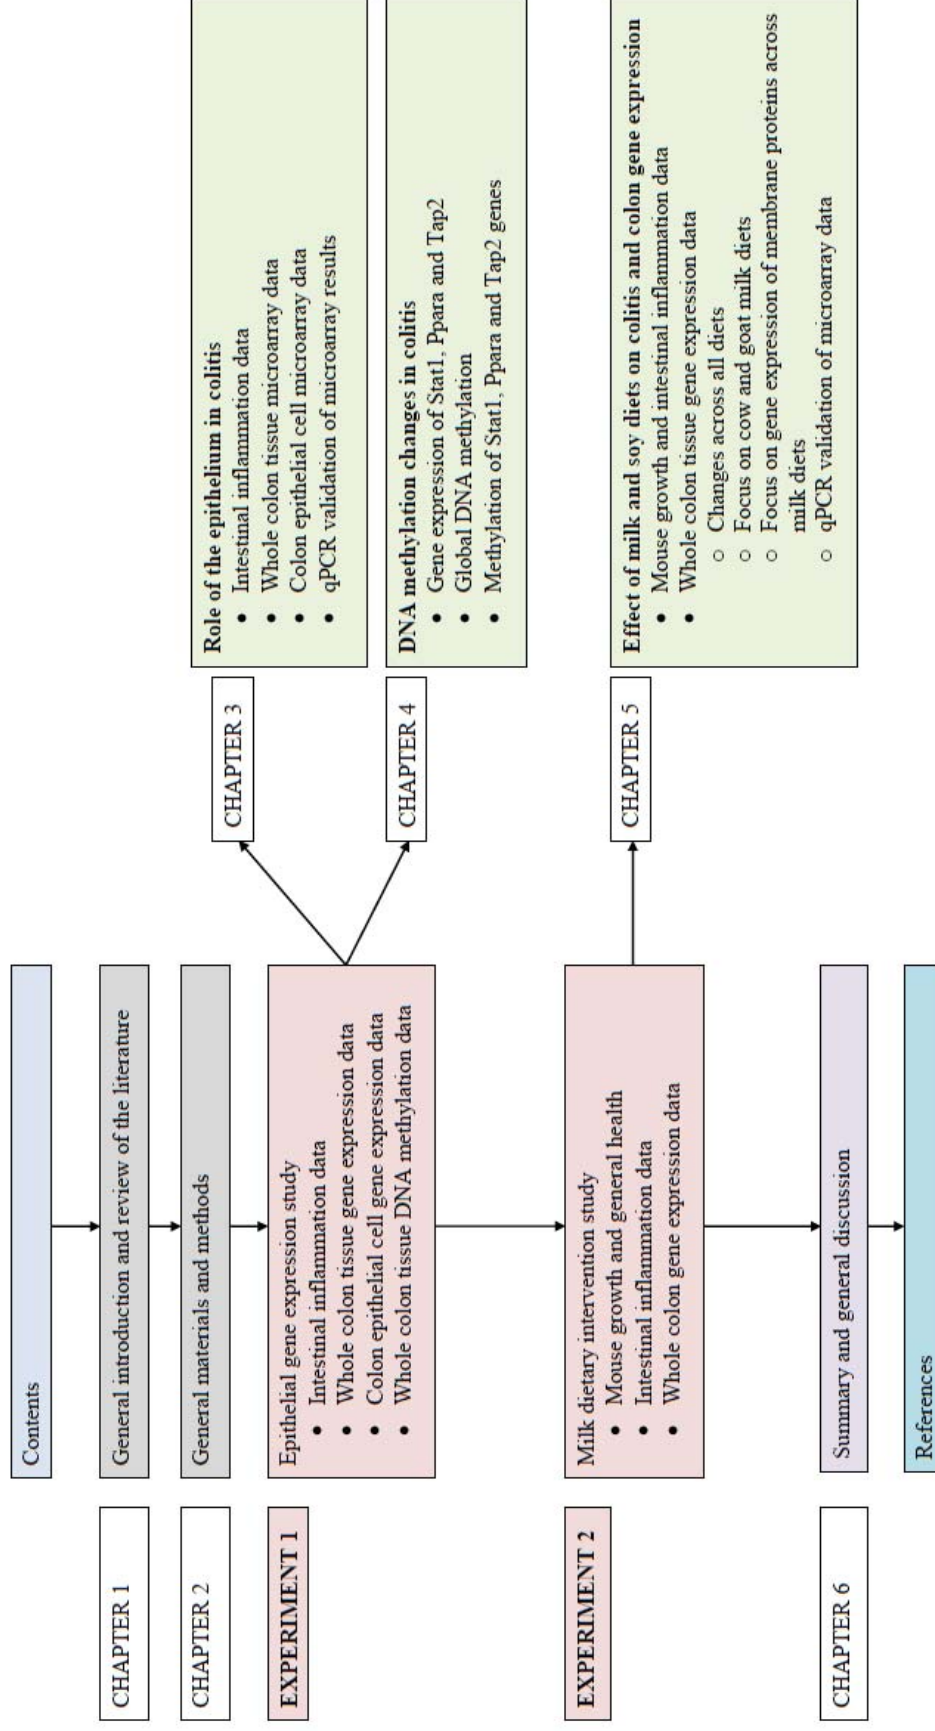 Contents
CHAPTER 1
General introduction and review of the literature
CHAPTER 2
General materials and methods
EXPERIMENT 1
Epithelial gene expression study
• Intestinal inflammation data
• Whole colon tissue gene expression data
• Colon epithelial cell gene expression data
• Whole colon tissue DNA methylation data
CHAPTER 3
Role of the epithelium in colitis
• Intestinal inflammation data
• Whole colon tissue microarray data
• Colon epithelial cell microarray data
• qPCR validation of microarray results
CHAPTER 4
DNA methylation changes in colitis
• Gene expression of Stat1, Ppara and Tap2
• Global DNA methylation
• Methylation of Stat1, Ppara and Tap2 genes
EXPERIMENT 2
Milk dietary intervention study
• Mouse growth and general health
• Intestinal inflammation data
• Whole colon gene expression data
CHAPTER 5
Effect of milk and soy diets on colitis and colon gene expression
• Mouse growth and intestinal inflammation data
• Whole colon tissue gene expression data
○ Changes across all diets
○ Focus on cow and goat milk diets
○ Focus on gene expression of membrane proteins across
milk diets
○ qPCR validation of microarray data
CHAPTER 6
Summary and general discussion
References